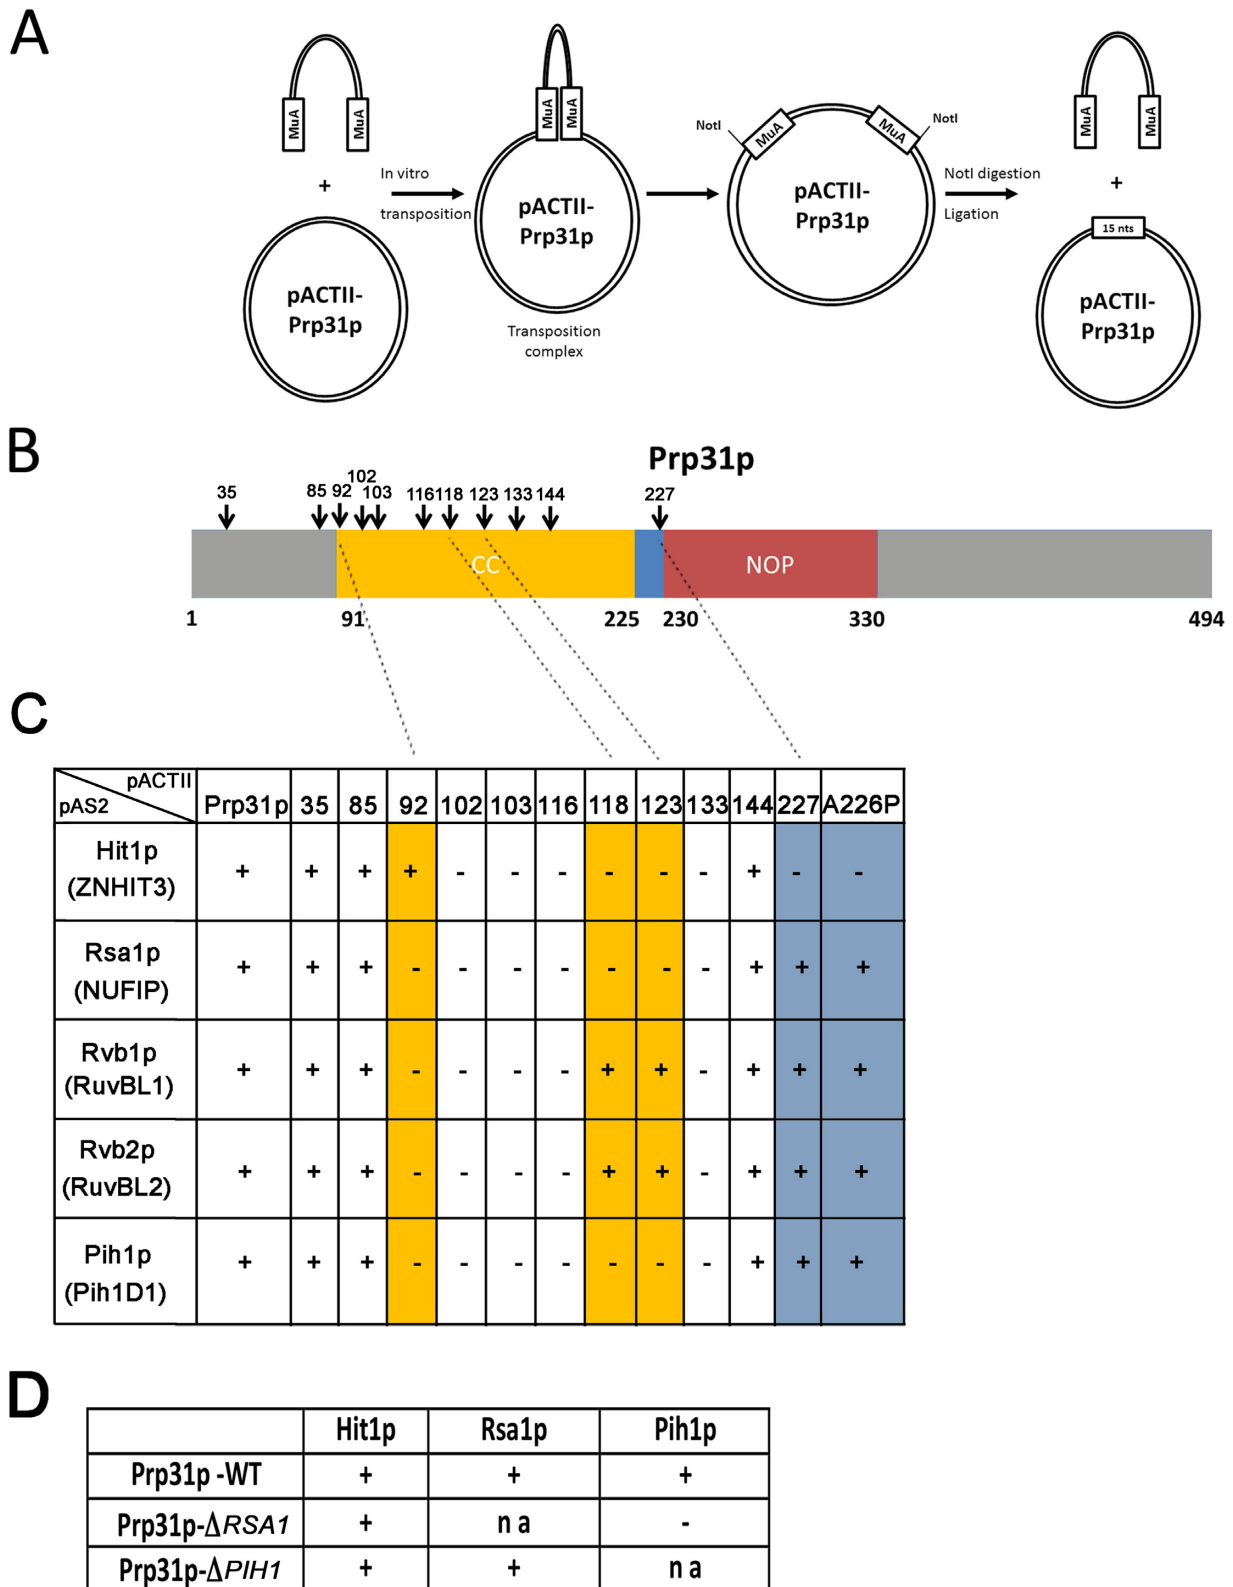 A
MuA MuA
+
pACTII-
Prp31p
In vitro
transposition
MuA MuA
pACTII-
Prp31p
Transposition
complex
NotI MuA MuA NotI
pACTII-
Prp31p
NotI digestion
Ligation
MuA MuA
+
15 nts
pACTII-
Prp31p
B
Prp31p
35 85 92 102 103 116 118 123 133 144 227
CC NOP
1 91 225 230 330 494
C
pACTII
pAS2 Prp31p 35 85 92 102 103 116 118 123 133 144 227 A226P
Hit1p
(ZNHIT3) + + + + - - - - - - + - -
Rsa1p
(NUFIP) + + + - - - - - - - + + +
Rvb1p
(RuvBL1) + + + - - - - + + - + + +
Rvb2p
(RuvBL2) + + + - - - - + + - + + +
Pih1p
(Pih1D1) + + + - - - - - - - + + +
D
Hit1p Rsa1p Pih1p
Prp31p -WT + + +
Prp31p-ΔRSA1 + n a -
Prp31p-ΔPIH1 + + n a